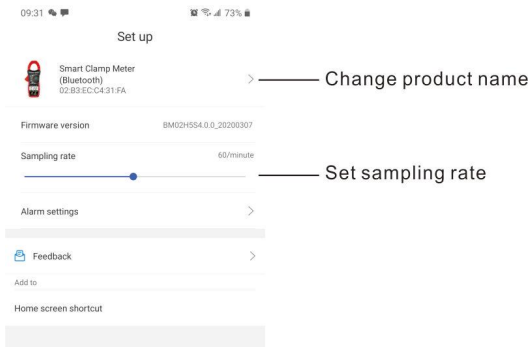 09:31 73%
Set up
Smart Clamp Meter
(Bluetooth)
02:B3:EC:C4:31:FA
Change product name
Firmware version BM02H5S4.0.0_20200307
Sampling rate 60/minute
Set sampling rate
Alarm settings
Feedback
Add to
Home screen shortcut